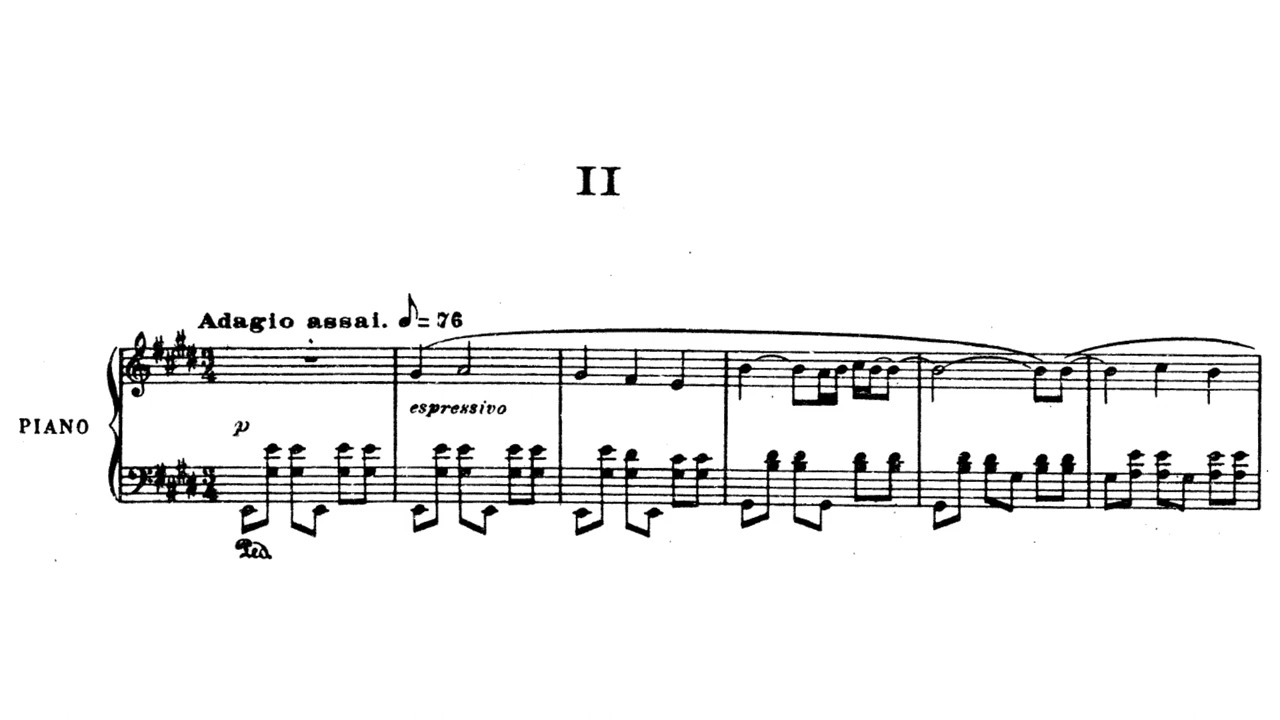 II
Adagio assai. ♪= 76
PIANO
espressivo
p
Ped.